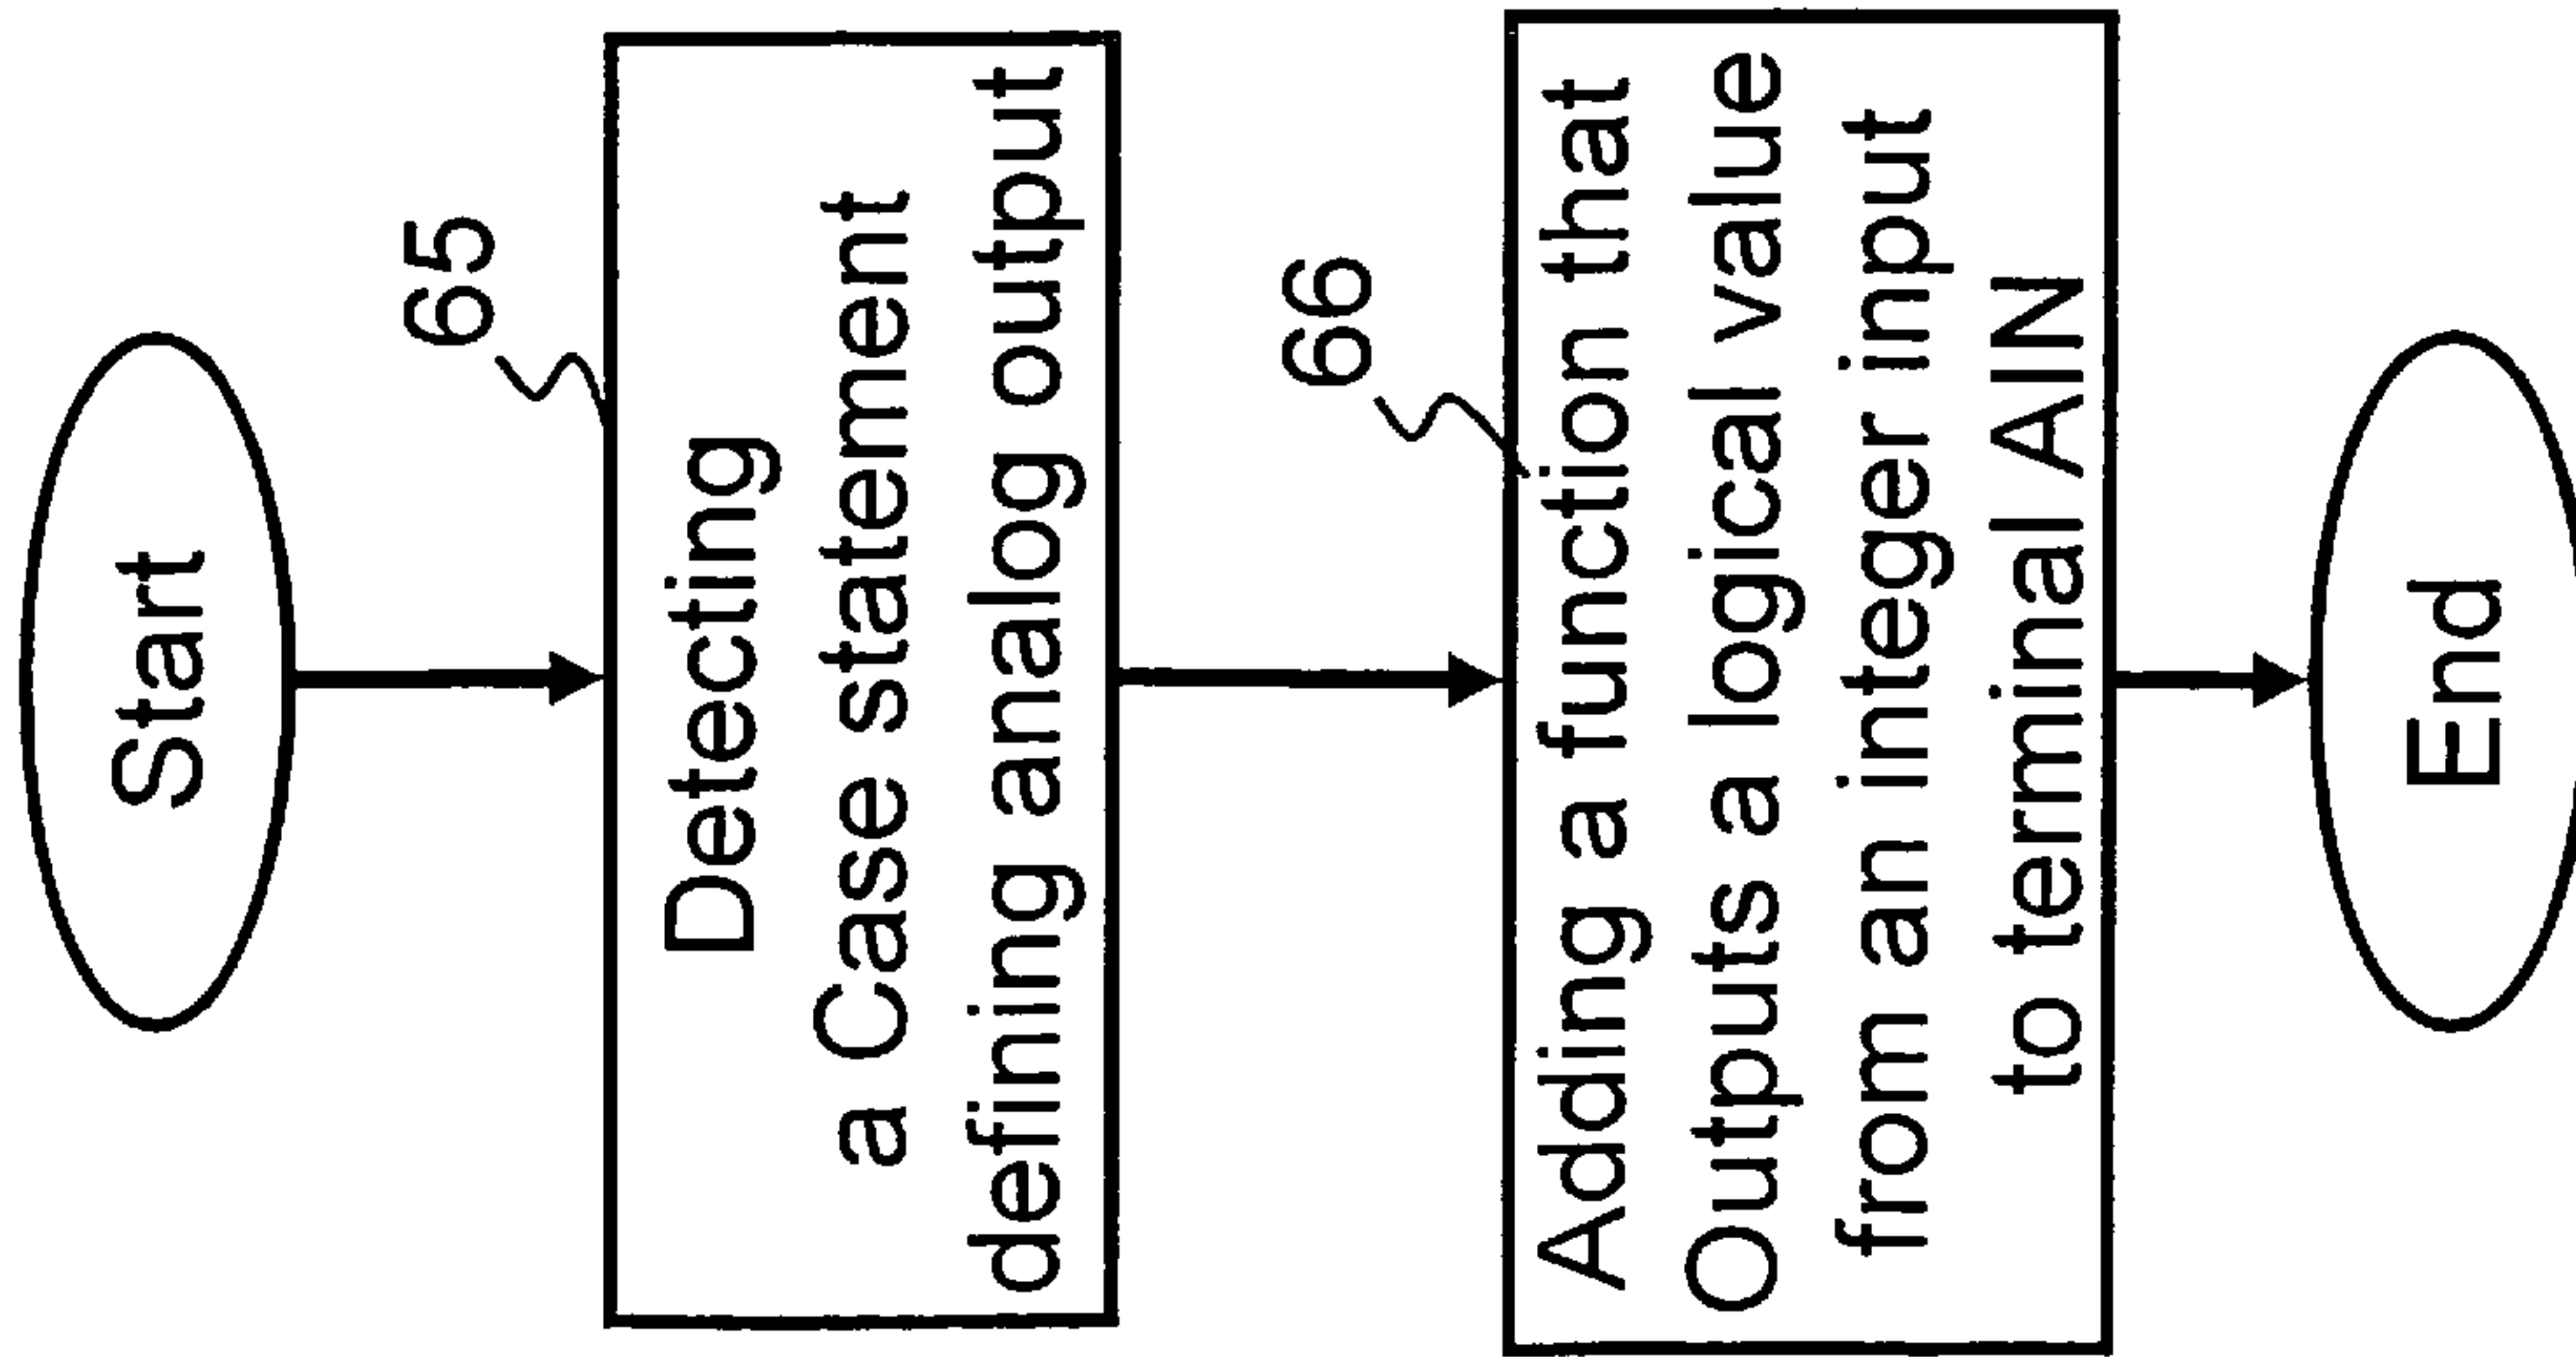 Start
65
Detecting
a Case statement
defining analog output
66
Adding a function that
Outputs a logical value
from an integer input
to terminal AIN
End